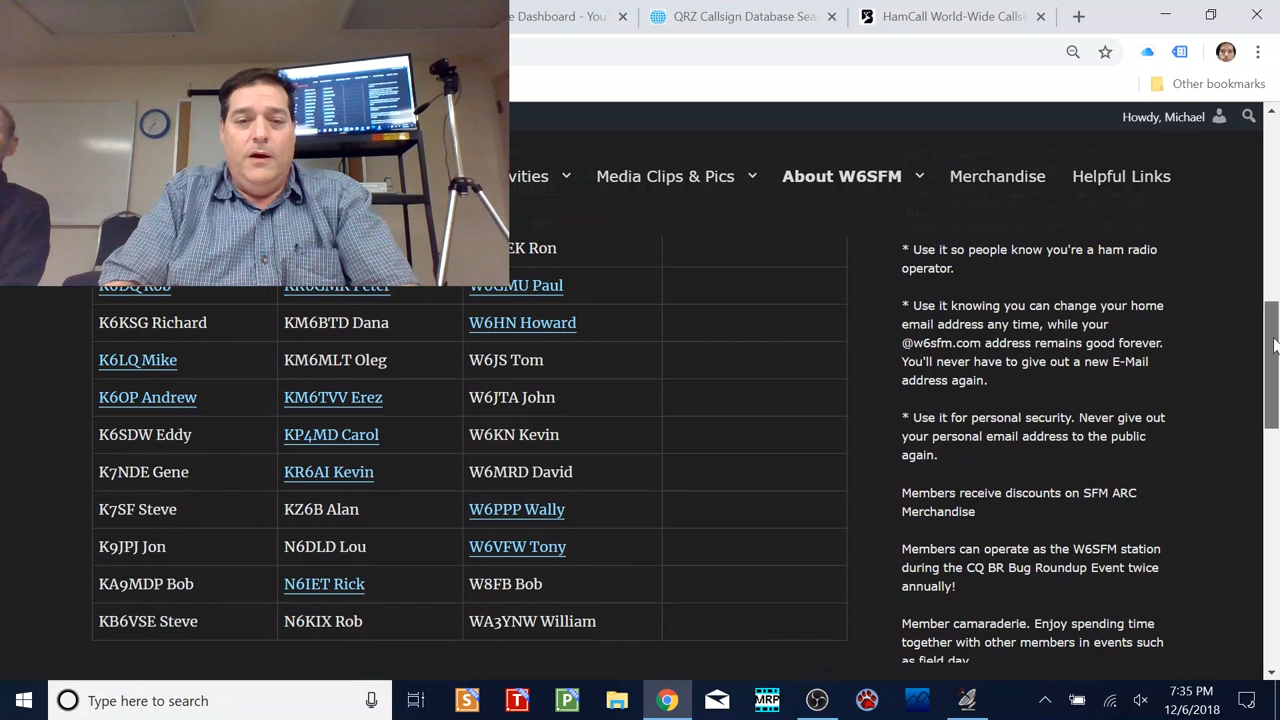 e Dashboard - You
QRZ Callsign Database Sea
HamCall World-Wide Callsi
Other bookmarks
Howdy, Michael
vities
Media Clips & Pics
About W6SFM
Merchandise
Helpful Links
EK Ron
K6DQ Rob
KK6GMR Peter
W6GMU Paul
K6KSG Richard
KM6BTD Dana
W6HN Howard
K6LQ Mike
KM6MLT Oleg
W6JS Tom
K6OP Andrew
KM6TVV Erez
W6JTA John
K6SDW Eddy
KP4MD Carol
W6KN Kevin
K7NDE Gene
KR6AI Kevin
W6MRD David
K7SF Steve
KZ6B Alan
W6PPP Wally
K9JPJ Jon
N6DLD Lou
W6VFW Tony
KA9MDP Bob
N6IET Rick
W8FB Bob
KB6VSE Steve
N6KIX Rob
WA3YNW William
* Use it so people know you're a ham radio
operator.
* Use it knowing you can change your home
email address any time, while your
@w6sfm.com address remains good forever.
You'll never have to give out a new E-Mail
address again.
* Use it for personal security. Never give out
your personal email address to the public
again.
Members receive discounts on SFM ARC
Merchandise
Members can operate as the W6SFM station
during the CQ BR Bug Roundup Event twice
annually!
Member camaraderie. Enjoy spending time
together with other members in events such
as field day
Type here to search
S
T
P
MRP
7:35 PM
12/6/2018